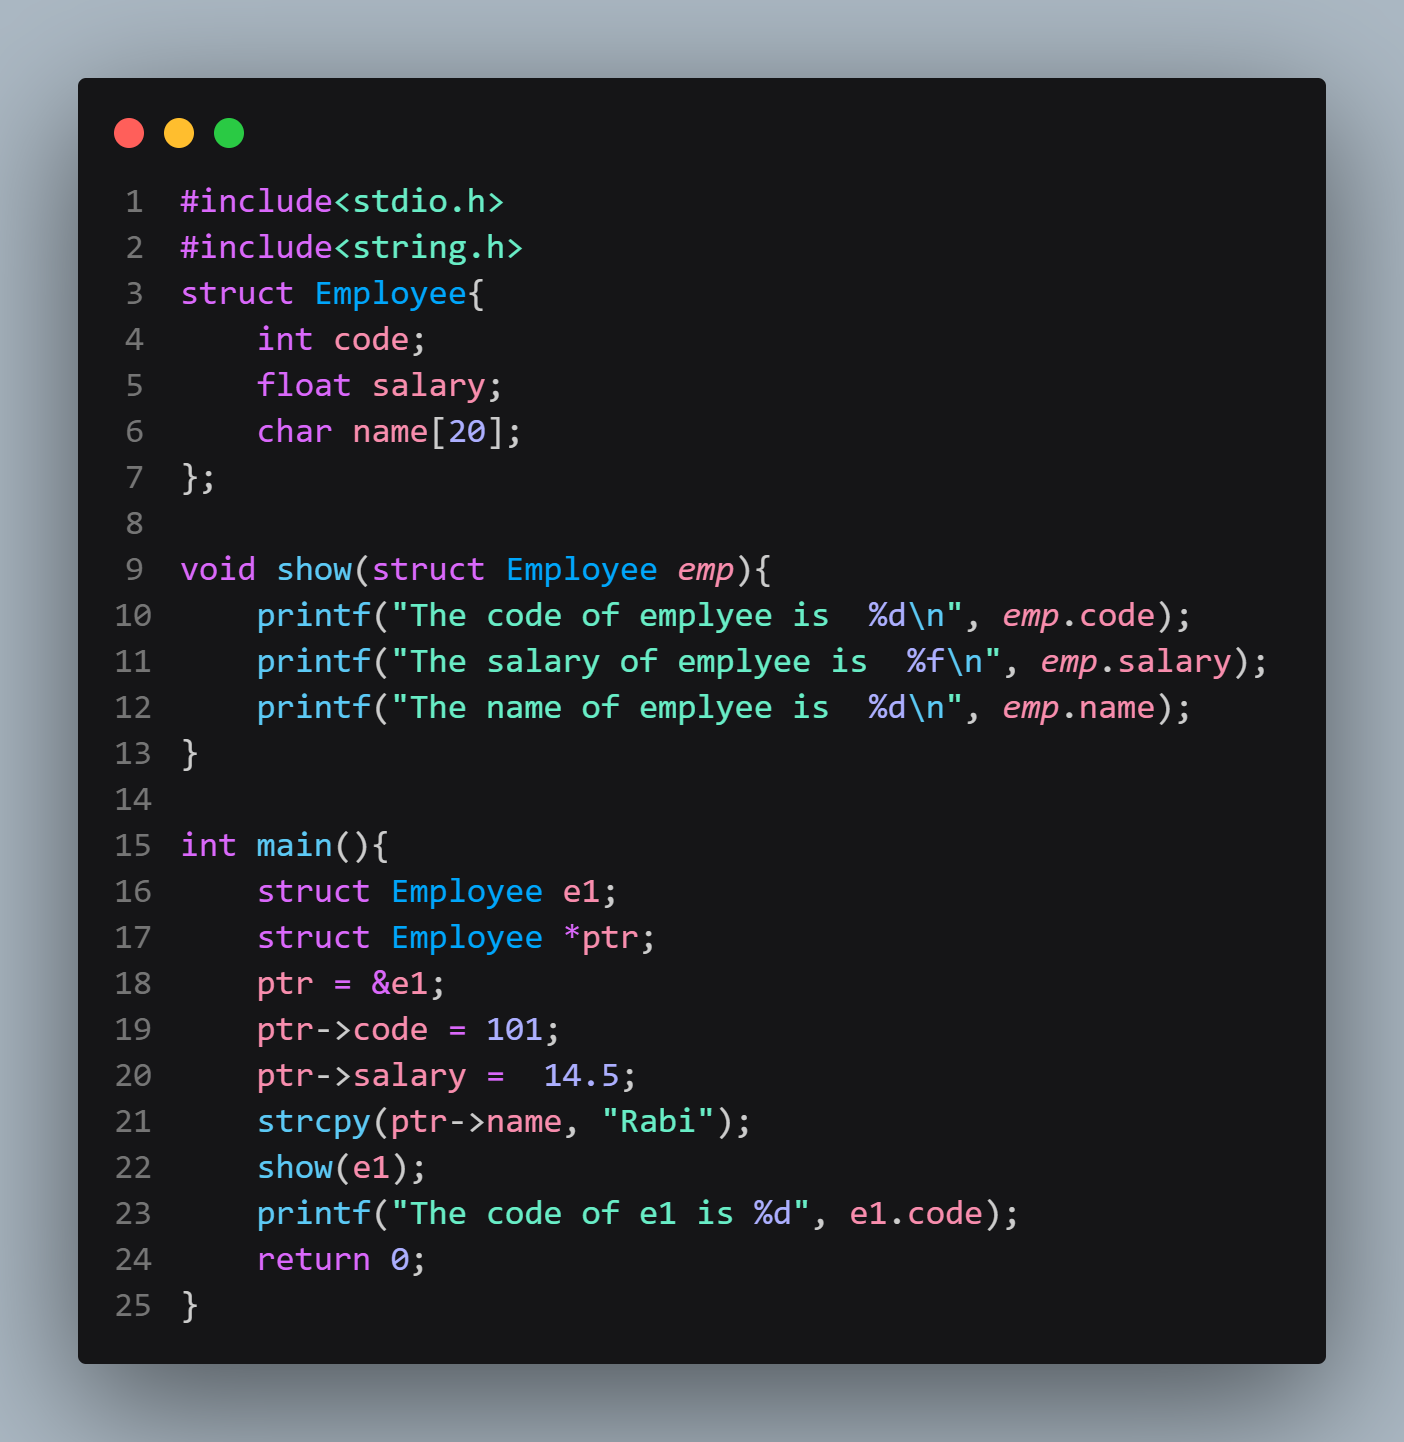 1 #include<stdio.h>
2 #include<string.h>
3 struct Employee{
4     int code;
5     float salary;
6     char name[20];
7 };
8
9 void show(struct Employee emp){
10     printf("The code of emplyee is  %d\n", emp.code);
11     printf("The salary of emplyee is  %f\n", emp.salary);
12     printf("The name of emplyee is  %d\n", emp.name);
13 }
14
15 int main(){
16     struct Employee e1;
17     struct Employee *ptr;
18     ptr = &e1;
19     ptr->code = 101;
20     ptr->salary =  14.5;
21     strcpy(ptr->name, "Rabi");
22     show(e1);
23     printf("The code of e1 is %d", e1.code);
24     return 0;
25 }